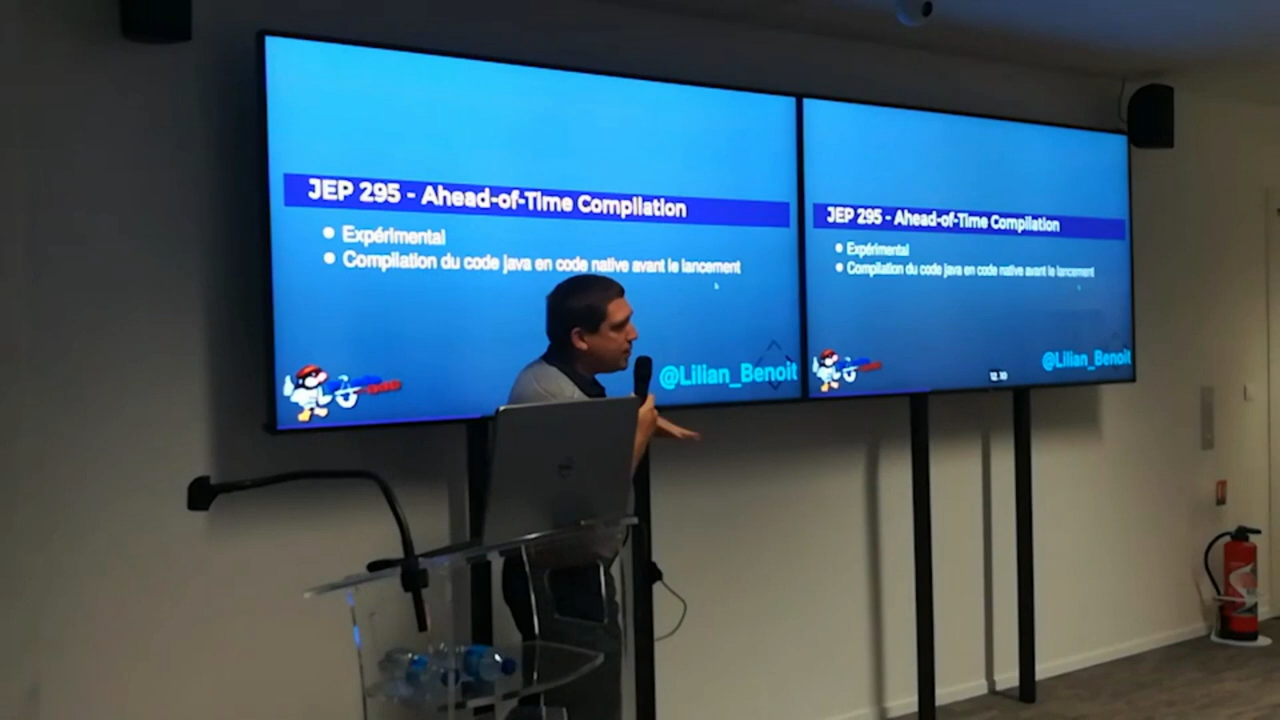 JEP 295 - Ahead-of-Time Compilation
Expérimental
Compilation du code java en code native avant le lancement
@Lilian_Benoit
JEP 295 - Ahead-of-Time Compilation
Expérimental
Compilation du code java en code native avant le lancement
@Lilian_Benoit